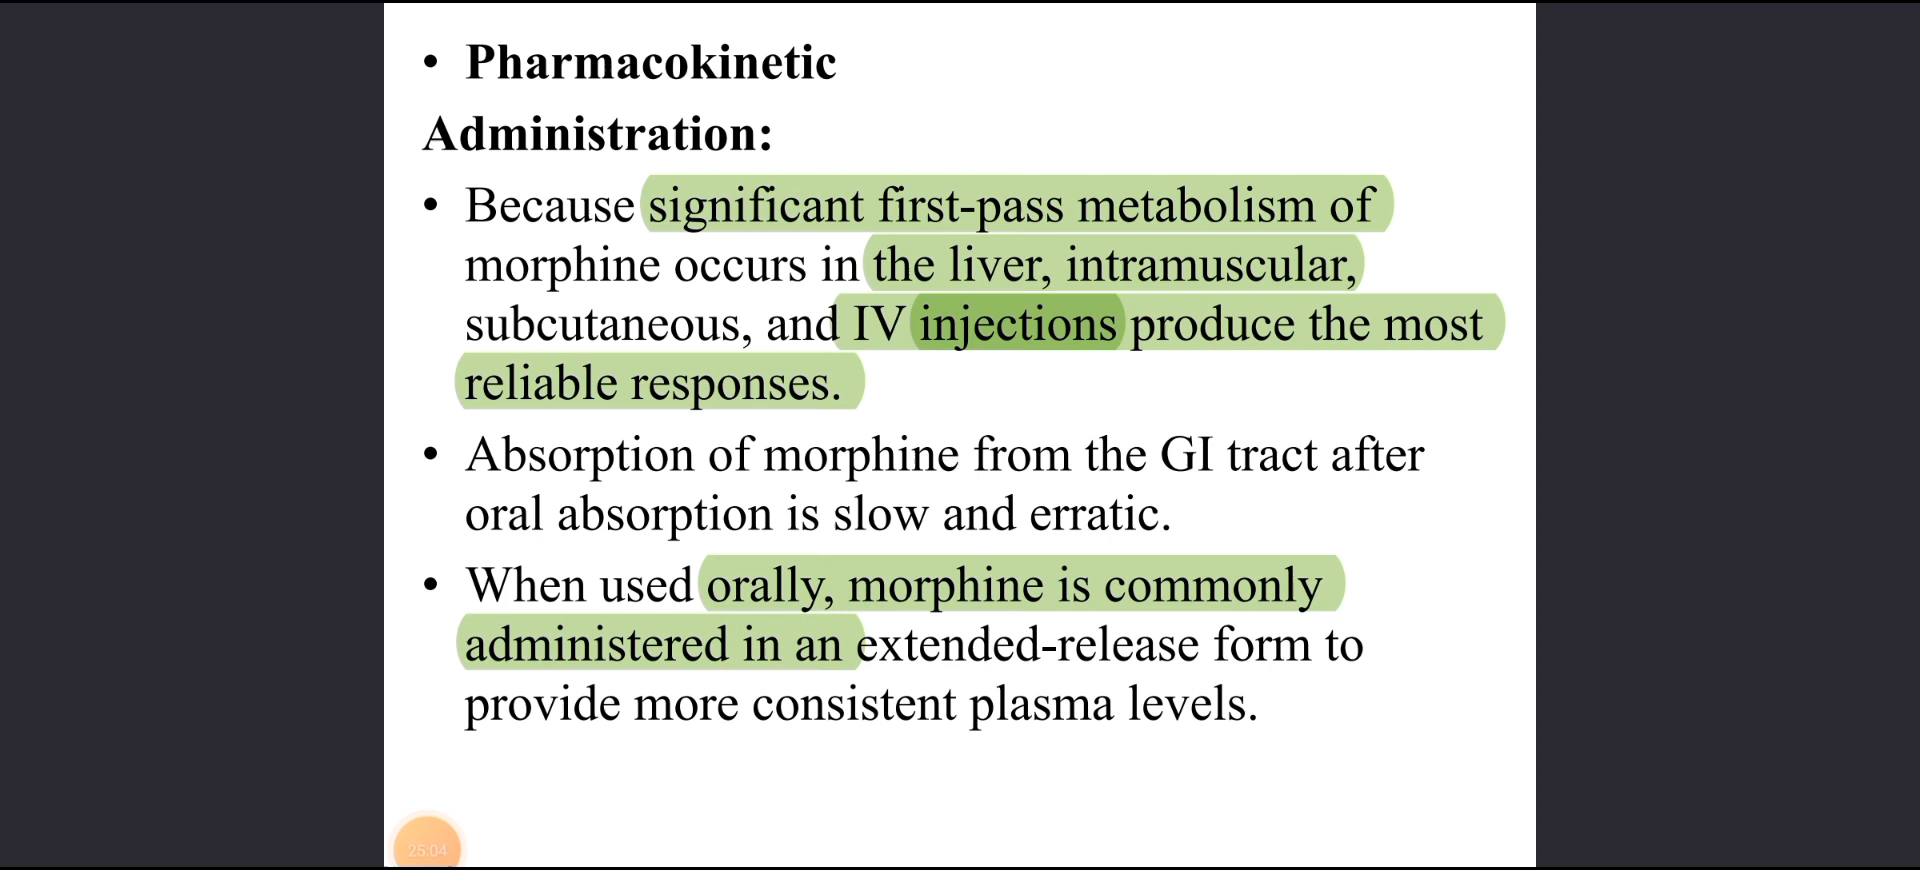 • Pharmacokinetic
Administration:
• Because significant first-pass metabolism of
morphine occurs in the liver, intramuscular,
subcutaneous, and IV injections produce the most
reliable responses.
• Absorption of morphine from the GI tract after
oral absorption is slow and erratic.
• When used orally, morphine is commonly
administered in an extended-release form to
provide more consistent plasma levels.
25:04